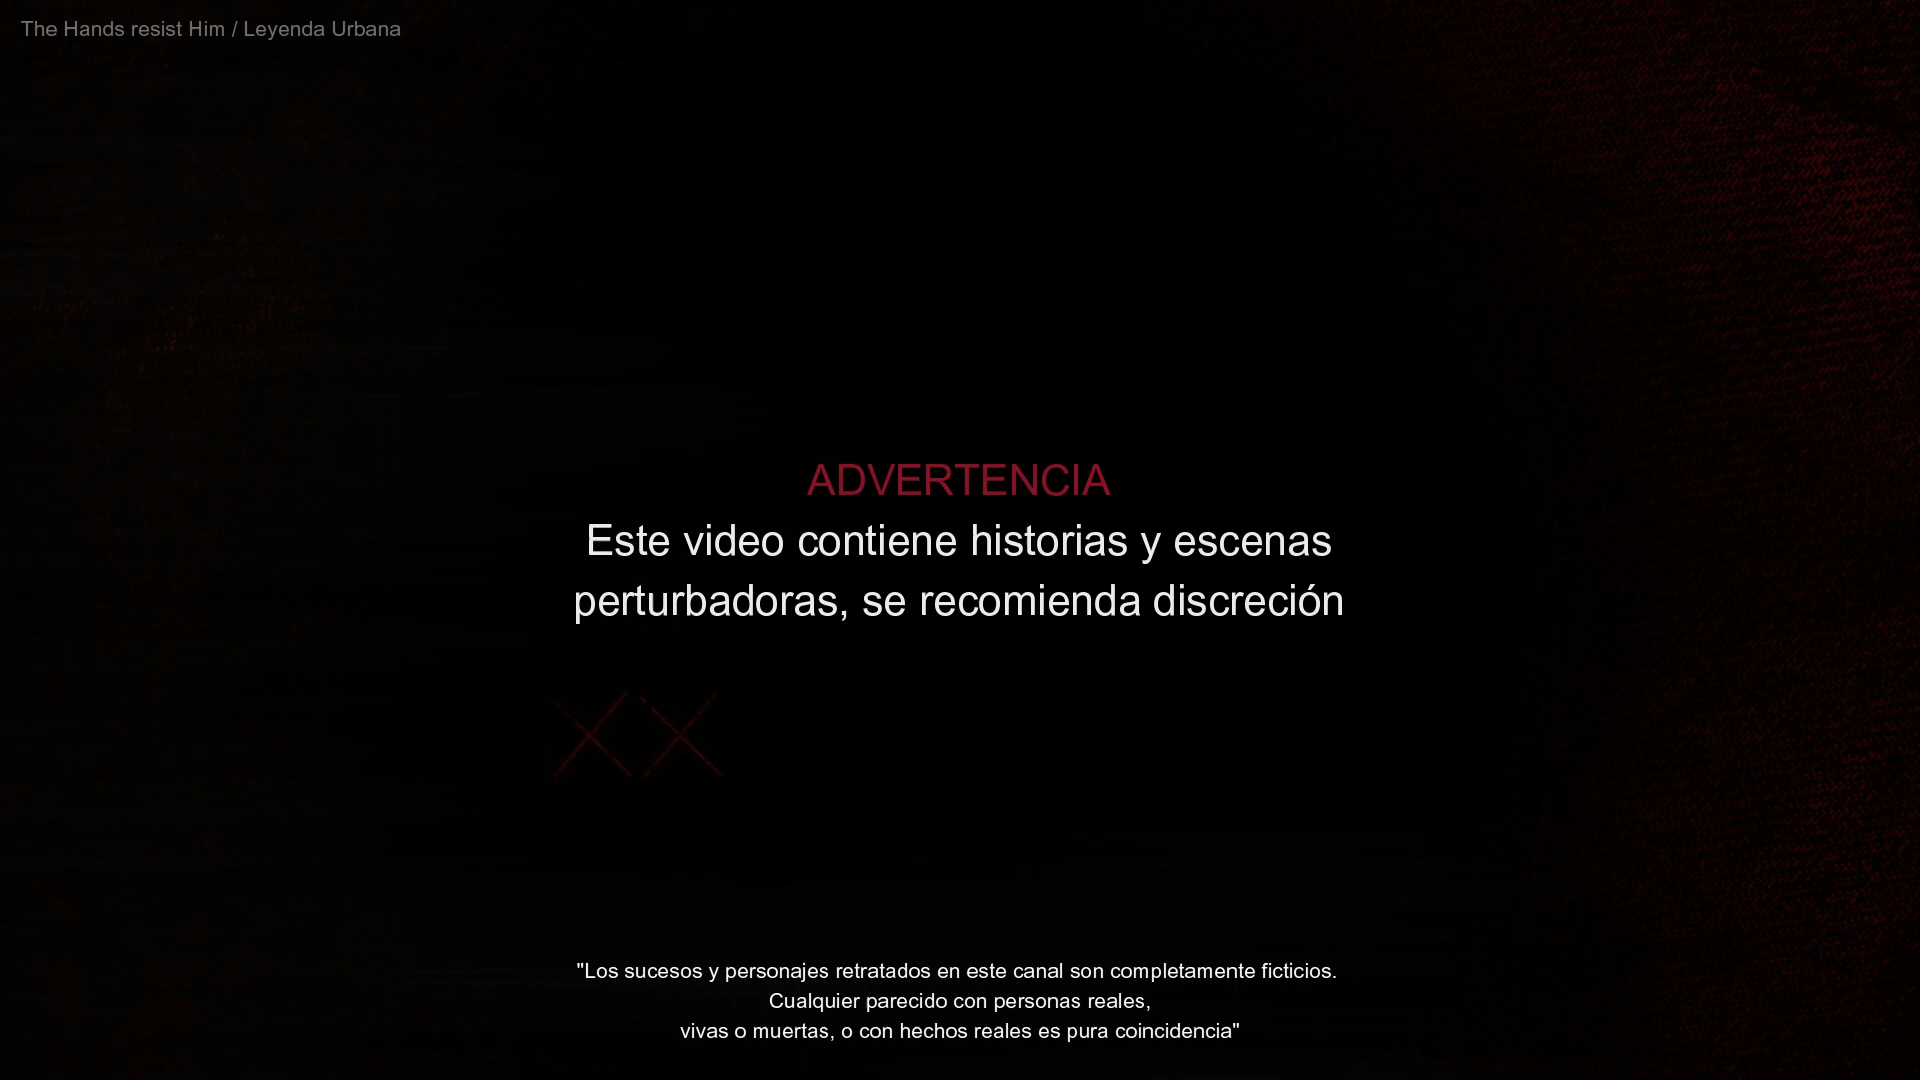 The Hands resist Him / Leyenda Urbana
ADVERTENCIA
Este video contiene historias y escenas
perturbadoras, se recomienda discreción
"Los sucesos y personajes retratados en este canal son completamente ficticios.
Cualquier parecido con personas reales,
vivas o muertas, o con hechos reales es pura coincidencia"